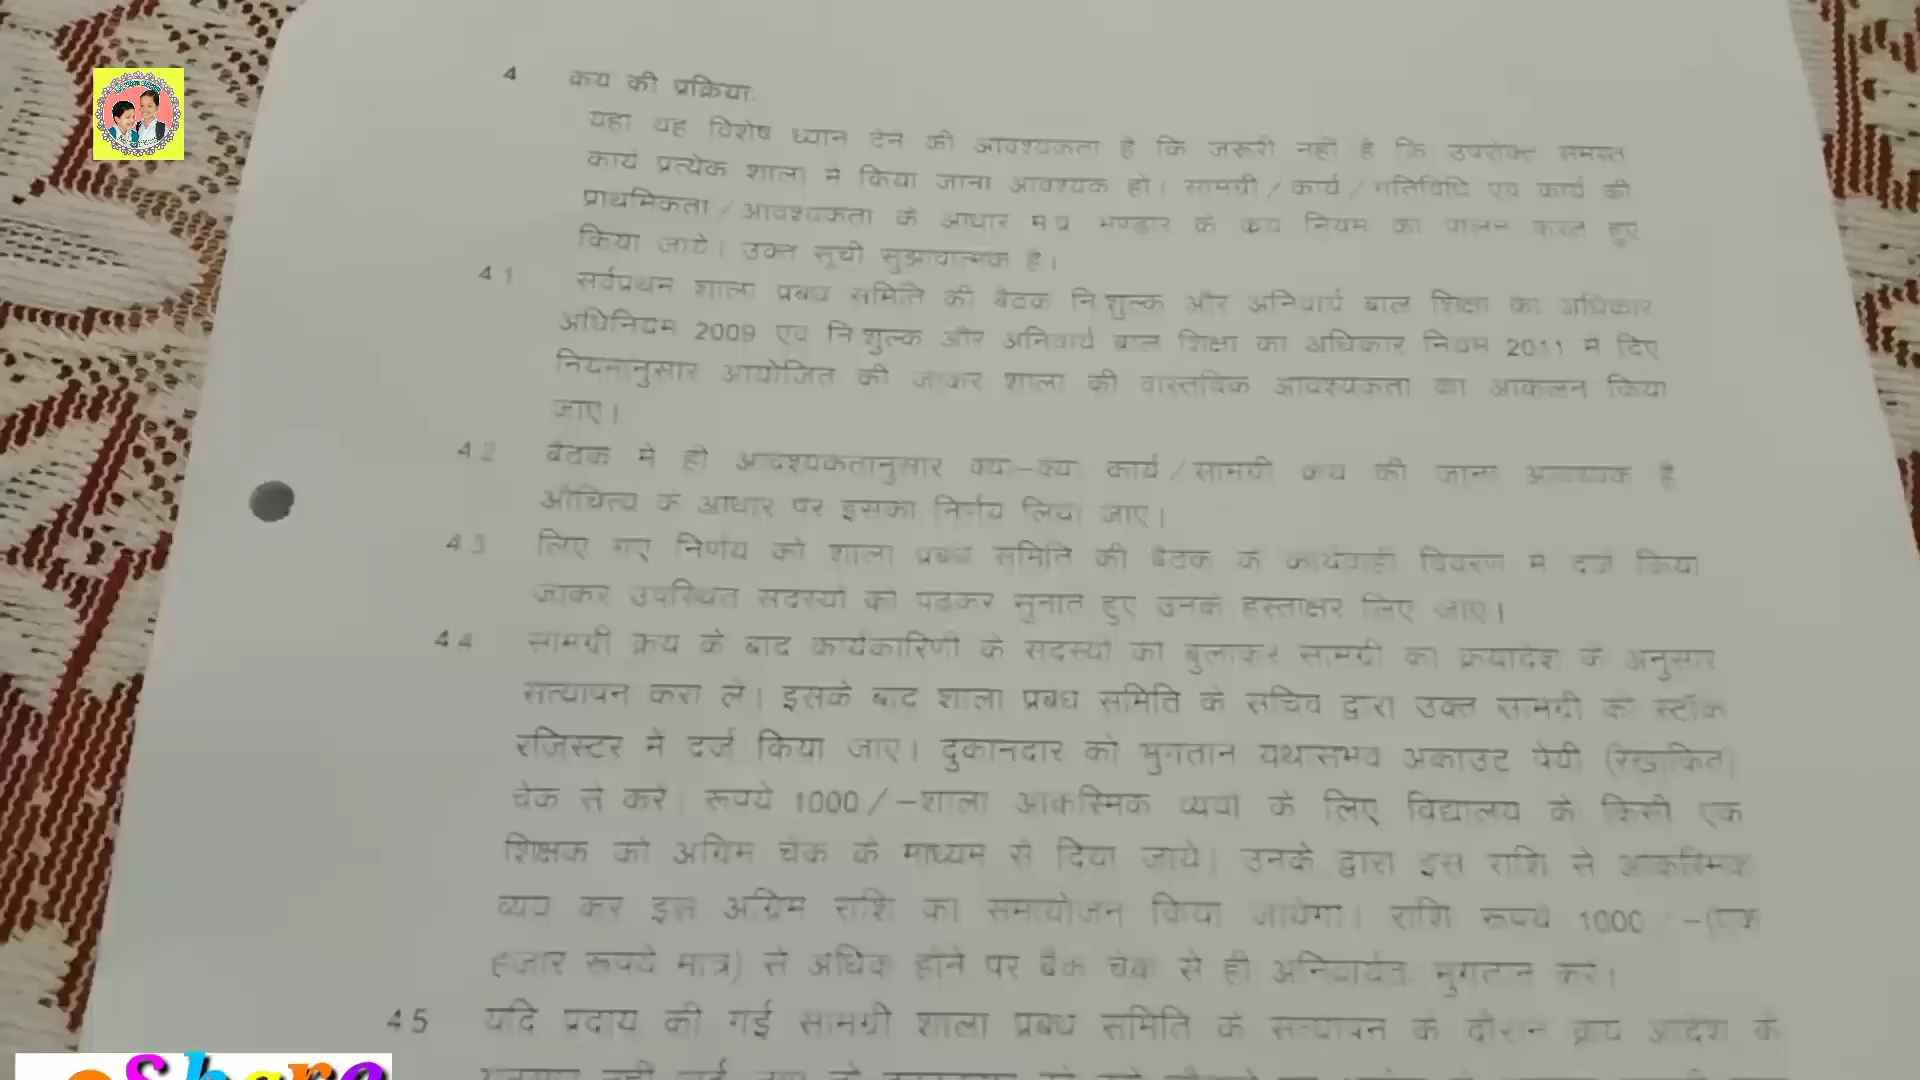 4 क्रय की प्रक्रिया:
यहां यह विशेष ध्यान देने की आवश्यकता है कि जरूरी नहीं है कि उपरोक्त समस्त
कार्य प्रत्येक शाला में किया जाना आवश्यक हो। सामग्री/कार्य/गतिविधि एवं कार्य की
प्राथमिकता/आवश्यकता के आधार म.प्र. भण्डार के क्रय नियम का पालन करते हुए
किया जाये। उक्त सूची सुझावात्मक है।
4.1 सर्वप्रथम शाला प्रबंध समिति की बैठक निःशुल्क और अनिवार्य बाल शिक्षा का अधिकार
अधिनियम 2009 एवं निःशुल्क और अनिवार्य बाल शिक्षा का अधिकार नियम 2011 में दिए
नियमानुसार आयोजित की जाकर शाला की वास्तविक आवश्यकता का आकलन किया
जाए।
4.2 बैठक में ही आवश्यकतानुसार क्या-क्या कार्य/सामग्री क्रय की जाना आवश्यक है
औचित्य के आधार पर इसका निर्णय लिया जाए।
4.3 लिए गए निर्णय को शाला प्रबंध समिति की बैठक के कार्यवाही विवरण में दर्ज किया
जाकर उपस्थित सदस्यों को पढ़कर सुनाते हुए उनके हस्ताक्षर लिए जाए।
4.4 सामग्री क्रय के बाद कार्यकारिणी के सदस्यों को बुलाकर सामग्री का क्रयादेश के अनुसार
सत्यापन करा लें। इसके बाद शाला प्रबंध समिति के सचिव द्वारा उक्त सामग्री को स्टॉक
रजिस्टर में दर्ज किया जाए। दुकानदार को भुगतान यथासंभव अकाउंट पेयी (रेखांकित)
चेक से करें। रूपये 1000/-शाला आकस्मिक व्ययों के लिए विद्यालय के किसी एक
शिक्षक को अग्रिम चेक के माध्यम से दिया जाये। उनके द्वारा इस राशि से आकस्मिक
व्यय कर इस अग्रिम राशि का समायोजन किया जायेगा। राशि रूपये 1000/-(एक
हजार रूपये मात्र) से अधिक होने पर बैंक चेक से ही अनिवार्यतः भुगतान करें।
4.5 यदि प्रदाय की गई सामग्री शाला प्रबंध समिति के सत्यापन के दौरान क्रय आदेश के
Share